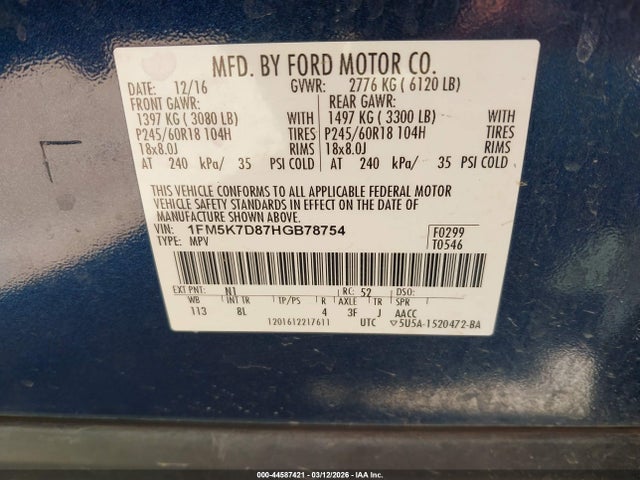 MFD. BY FORD MOTOR CO.
DATE: 12/16 GVWR: 2776 KG ( 6120 LB)
FRONT GAWR: REAR GAWR:
1397 KG ( 3080 LB) WITH 1497 KG ( 3300 LB) WITH
P245/60R18 104H TIRES P245/60R18 104H TIRES
18x8.0J RIMS 18x8.0J RIMS
AT 240 kPa/ 35 PSI COLD AT 240 kPa/ 35 PSI COLD
THIS VEHICLE CONFORMS TO ALL APPLICABLE FEDERAL MOTOR
VEHICLE SAFETY STANDARDS IN EFFECT ON THE DATE OF
MANUFACTURE SHOWN ABOVE.
VIN: 1FM5K7D87HGB78754 F0299
TYPE: MPV T0546
EXT PNT: N1 RC: 52 DSO:
WB INT TR TP/PS R AXLE TR SPR
113 8L 4 3F J AACC
1201612217611 UTC ▽5U5A-1520472-BA
000-44587421 - 03/12/2026 - IAA Inc.